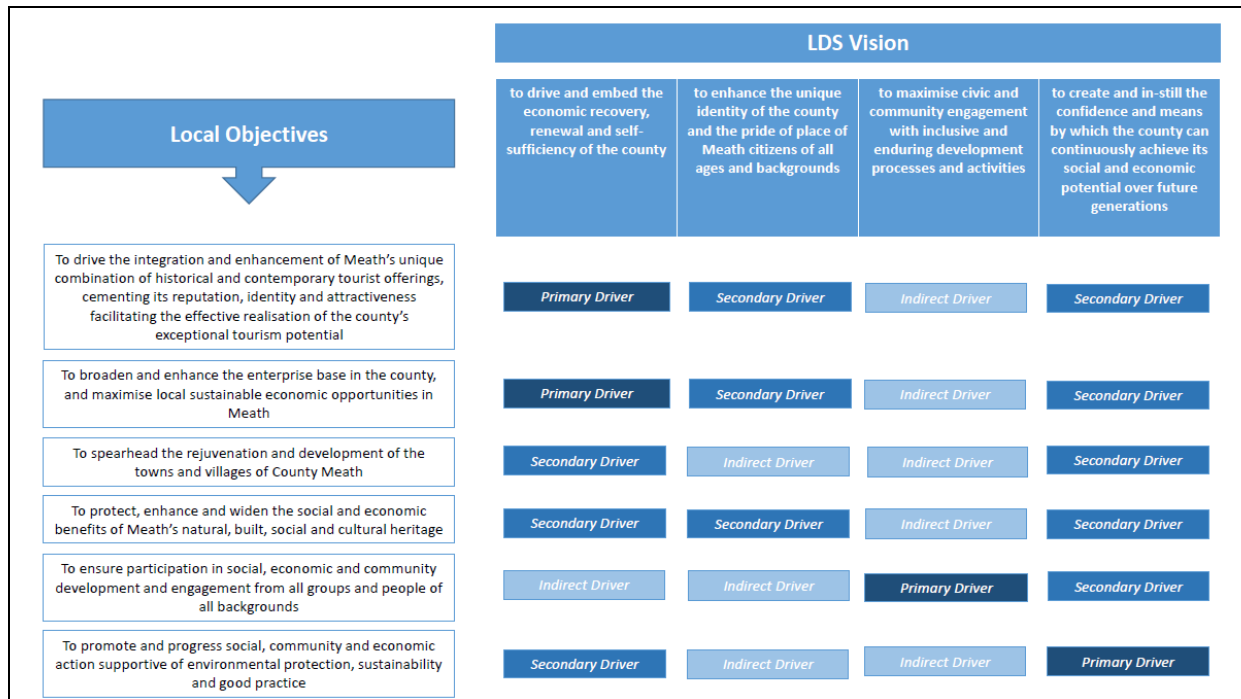 LDS Vision
Local Objectives
to drive and embed the
economic recovery,
renewal and self-
sufficiency of the county
to enhance the unique
identity of the county
and the pride of place of
Meath citizens of all
ages and backgrounds
to maximise civic and
community engagement
with inclusive and
enduring development
processes and activities
to create and in-still the
confidence and means
by which the county can
continuously achieve its
social and economic
potential over future
generations
To drive the integration and enhancement of Meath's unique
combination of historical and contemporary tourist offerings,
cementing its reputation, identity and attractiveness
facilitating the effective realisation of the county's
exceptional tourism potential
Primary Driver
Secondary Driver
Indirect Driver
Secondary Driver
To broaden and enhance the enterprise base in the county,
and maximise local sustainable economic opportunities in
Meath
Primary Driver
Secondary Driver
Indirect Driver
Secondary Driver
To spearhead the rejuvenation and development of the
towns and villages of County Meath
Secondary Driver
Indirect Driver
Indirect Driver
Secondary Driver
To protect, enhance and widen the social and economic
benefits of Meath's natural, built, social and cultural heritage
Secondary Driver
Secondary Driver
Indirect Driver
Secondary Driver
To ensure participation in social, economic and community
development and engagement from all groups and people of
all backgrounds
Indirect Driver
Indirect Driver
Primary Driver
Secondary Driver
To promote and progress social, community and economic
action supportive of environmental protection, sustainability
and good practice
Secondary Driver
Indirect Driver
Indirect Driver
Primary Driver